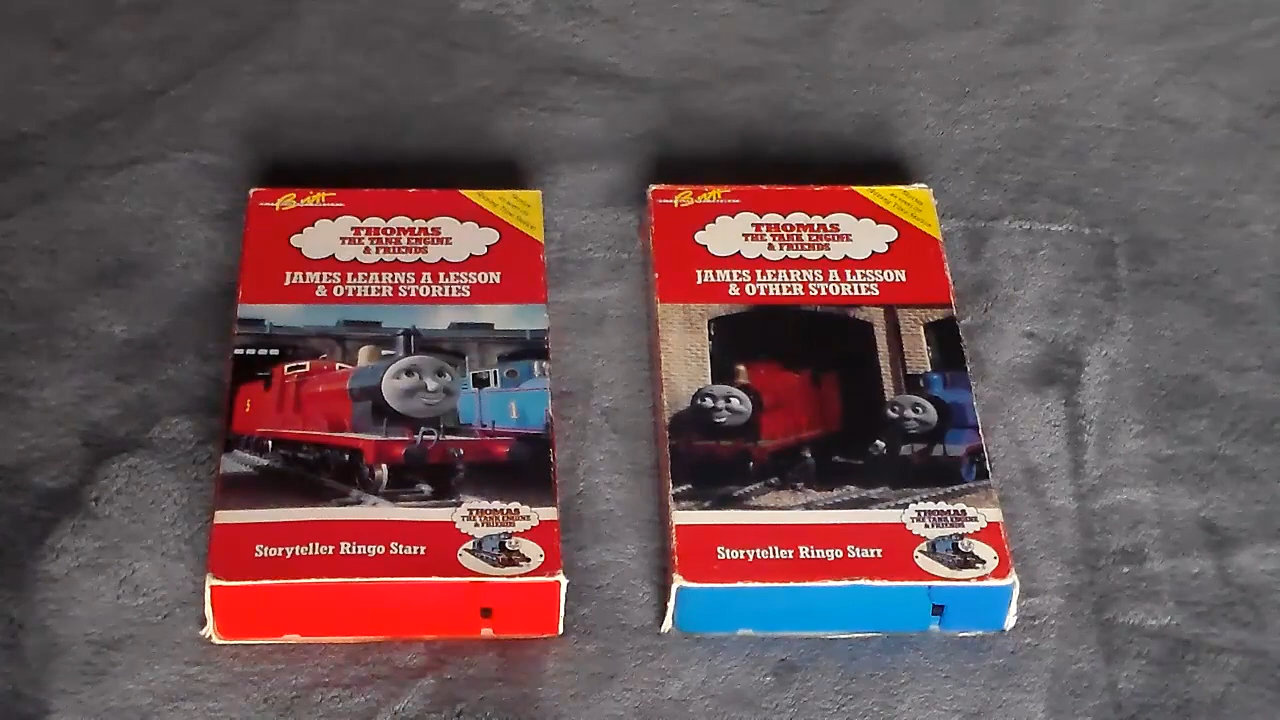 Britt
THOMAS
THE TANK ENGINE
& FRIENDS
JAMES LEARNS A LESSON
& OTHER STORIES
5
1
THOMAS
THE TANK ENGINE
& FRIENDS
Storyteller Ringo Starr
Britt
THOMAS
THE TANK ENGINE
& FRIENDS
JAMES LEARNS A LESSON
& OTHER STORIES
THOMAS
THE TANK ENGINE
& FRIENDS
Storyteller Ringo Starr